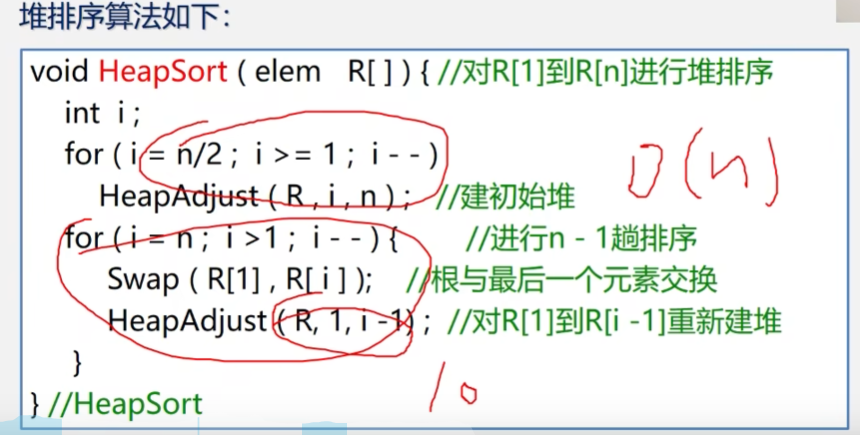 堆排序算法如下：
void HeapSort ( elem R[ ] ) { //对R[1]到R[n]进行堆排序
int i ;
for ( i = n/2 ; i >= 1 ; i - - )
HeapAdjust ( R , i , n ) ; //建初始堆
O(n)
for ( i = n ; i >1 ; i - - ) { //进行n - 1趟排序
Swap ( R[1] , R[ i ] ); //根与最后一个元素交换
HeapAdjust ( R, 1, i -1) ; //对R[1]到R[i -1]重新建堆
}
} //HeapSort